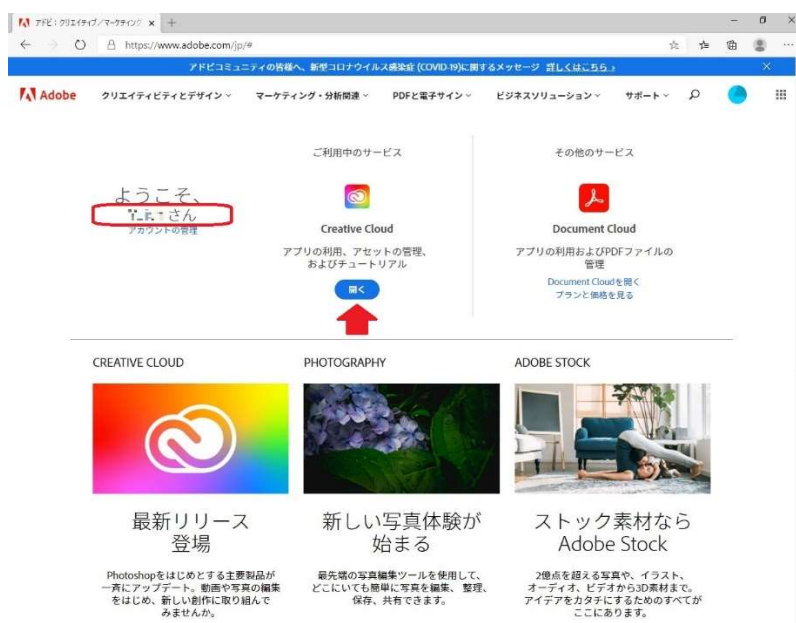 アドビ：クリエイティブ／マーケティング
https://www.adobe.com/jp/#
アドビコミュニティの皆様へ、新型コロナウイルス感染症 (COVID-19)に関するメッセージ 詳しくはこちら ›
Adobe クリエイティビティとデザイン マーケティング・分析関連 PDFと電子サイン ビジネスソリューション サポート
ようこそ、
さん
アカウントの管理
ご利用中のサービス
Creative Cloud
アプリの利用、アセットの管理、
およびチュートリアル
開く
その他のサービス
Document Cloud
アプリの利用およびPDFファイルの
管理
Document Cloudを開く
プランと価格を見る
CREATIVE CLOUD
最新リリース
登場
Photoshopをはじめとする主要製品が
一斉にアップデート。動画や写真の編集
をはじめ、新しい創作に取り組んで
みませんか。
PHOTOGRAPHY
新しい写真体験が
始まる
最先端の写真編集ツールを使用して、
どこにいても簡単に写真を編集、整理、
保存、共有できます。
ADOBE STOCK
ストック素材なら
Adobe Stock
2億点を超える写真や、イラスト、
オーディオ、ビデオから3D素材まで。
アイデアをカタチにするためのすべてが
ここにあります。